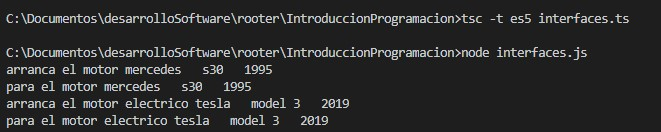 C:\Documentos\desarrolloSoftware\rooter\IntroduccionProgramacion>tsc -t es5 interfaces.ts
C:\Documentos\desarrolloSoftware\rooter\IntroduccionProgramacion>node interfaces.js
arranca el motor mercedes   s30   1995
para el motor mercedes   s30   1995
arranca el motor electrico tesla   model 3   2019
para el motor electrico tesla   model 3   2019